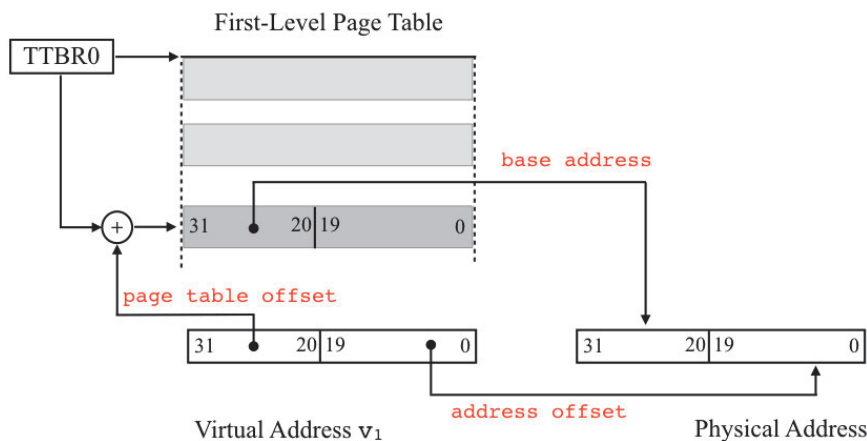 First-Level Page Table
TTBR0
base address
31 20 19 0
+
page table offset
31 20 19 0
31 20 19 0
address offset
Virtual Address v₁
Physical Address